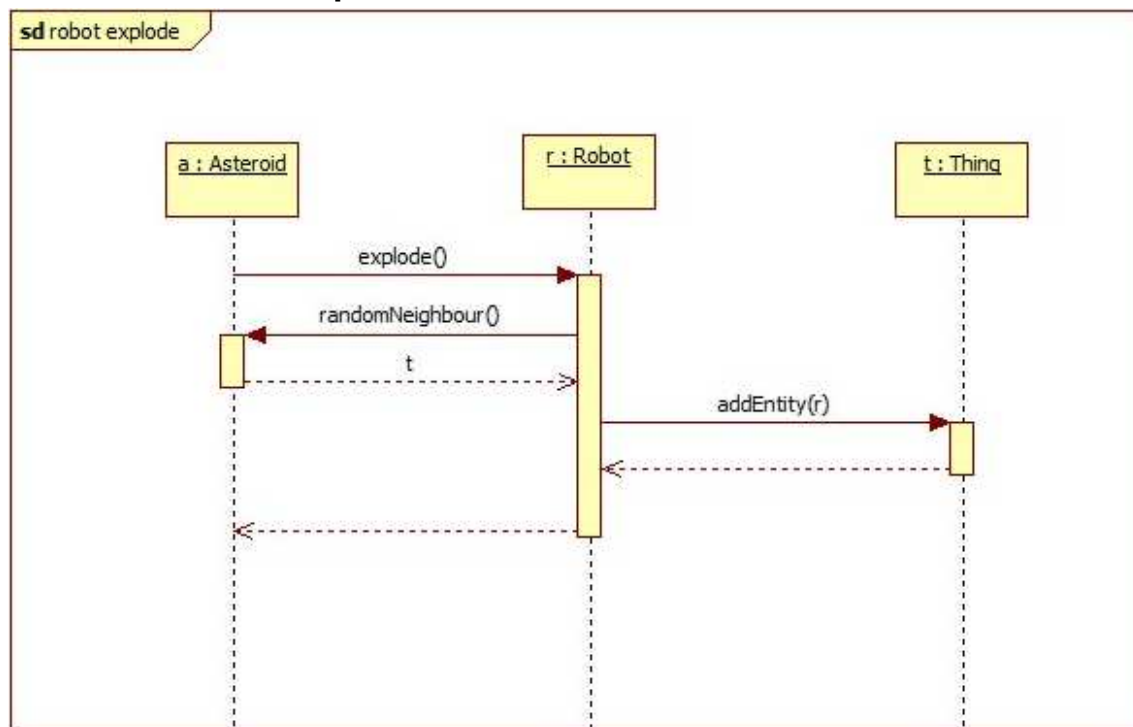 sd robot explode
a : Asteroid
r : Robot
t : Thing
explode()
randomNeighbour()
t
addEntity(r)